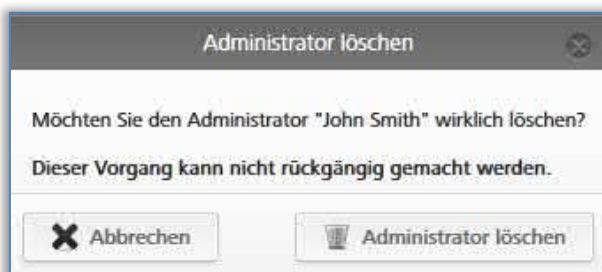 Administrator löschen
Möchten Sie den Administrator "John Smith" wirklich löschen?
Dieser Vorgang kann nicht rückgängig gemacht werden.
Abbrechen
Administrator löschen